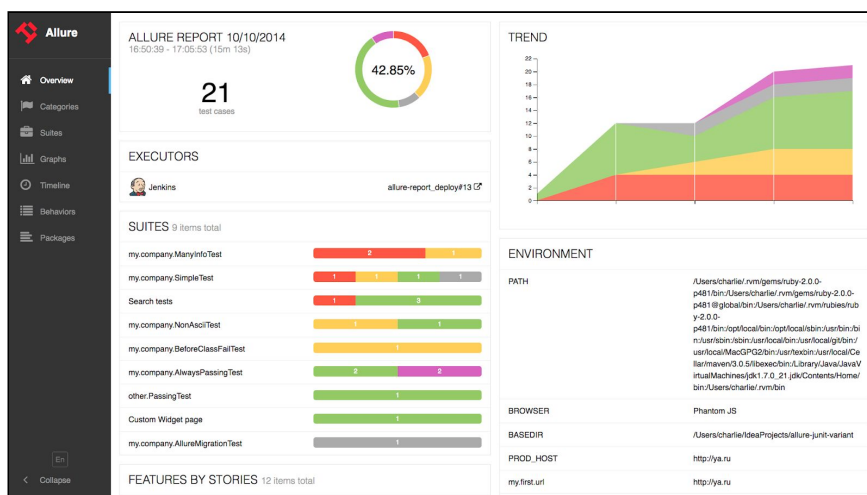 Allure
Overview
Categories
Suites
Graphs
Timeline
Behaviors
Packages
En
Collapse
ALLURE REPORT 10/10/2014
16:50:39 - 17:05:53 (15m 13s)
21
test cases
42.85%
EXECUTORS
Jenkins
allure-report_deploy#13
SUITES 9 items total
my.company.ManyInfoTest
2 1
my.company.SimpleTest
1 1 1 1
Search tests
1 3
my.company.NonAsciiTest
1 1
my.company.BeforeClassFailTest
1
my.company.AlwaysPassingTest
2 2
other.PassingTest
1
Custom Widget page
1
my.company.AllureMigrationTest
1
FEATURES BY STORIES 12 items total
TREND
22
20
18
16
14
12
10
8
6
4
2
0
ENVIRONMENT
PATH
/Users/charlie/.rvm/gems/ruby-2.0.0-
p481/bin:/Users/charlie/.rvm/gems/ruby-2.0.0-
p481@global/bin:/Users/charlie/.rvm/rubies/rub
y-2.0.0-
p481/bin:/opt/local/bin:/opt/local/sbin:/usr/bin:/bi
n:/usr/sbin:/sbin:/usr/local/bin:/usr/local/git/bin:/
usr/local/MacGPG2/bin:/usr/texbin:/usr/local/Ce
llar/maven/3.0.5/libexec/bin:/Library/Java/JavaV
irtualMachines/jdk1.7.0_21.jdk/Contents/Home/
bin:/Users/charlie/.rvm/bin
BROWSER
Phantom JS
BASEDIR
/Users/charlie/IdeaProjects/allure-junit-variant
PROD_HOST
http://ya.ru
my.first.url
http://ya.ru